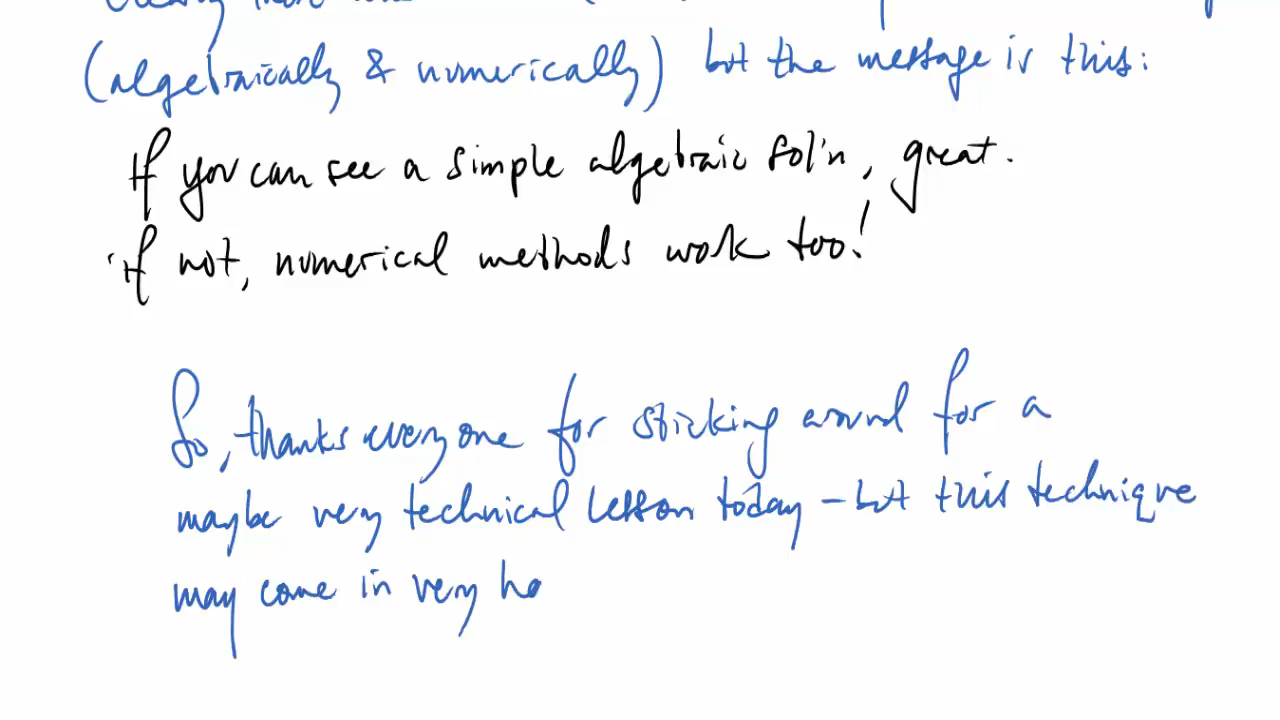 (algebraically & numerically) but the message is this:
If you can see a simple algebraic sol'n, great.
if not, numerical methods work too!
So, thanks everyone for sticking around for a
maybe very technical lesson today – but this technique
may come in very ha